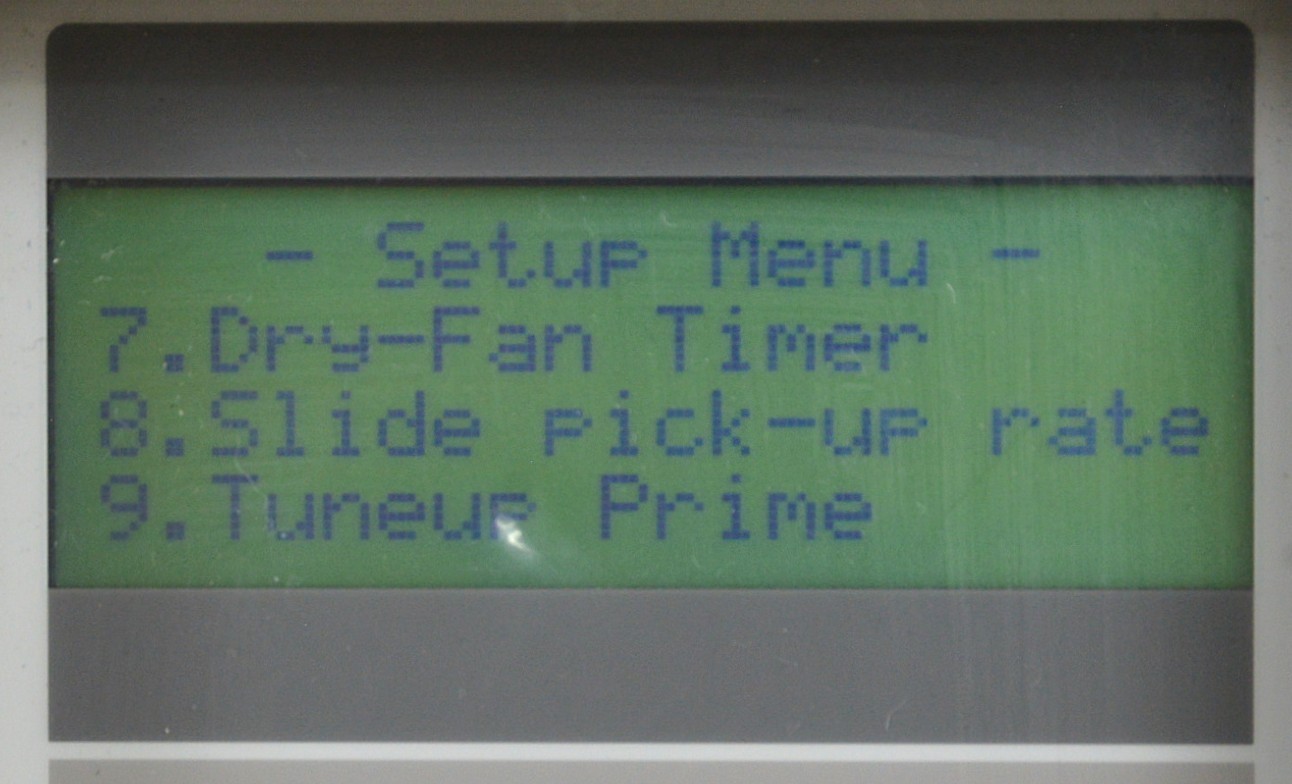 - Setup Menu -
7.Dry-Fan Timer
8.Slide pick-up rate
9.Tuneup Prime